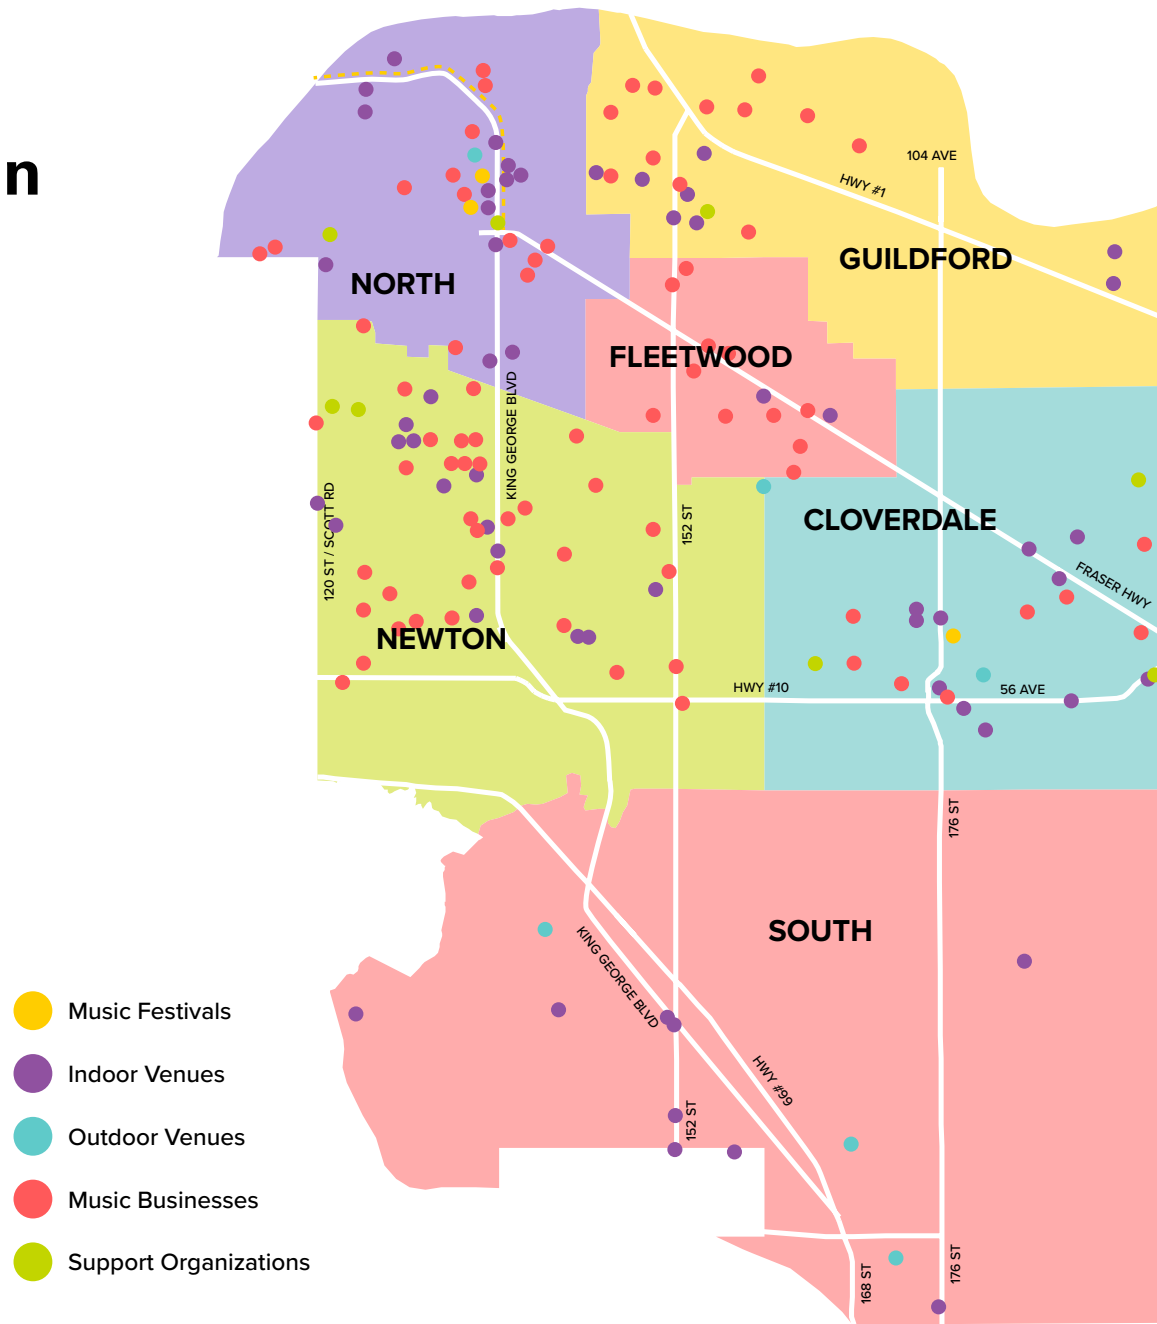 n
104 AVE
HWY #1
GUILDFORD
NORTH
FLEETWOOD
KING GEORGE BLVD
120 ST / SCOTT RD
152 ST
CLOVERDALE
FRASER HWY
NEWTON
HWY #10
56 AVE
176 ST
SOUTH
KING GEORGE BLVD
HWY #99
152 ST
168 ST
176 ST
Music Festivals
Indoor Venues
Outdoor Venues
Music Businesses
Support Organizations